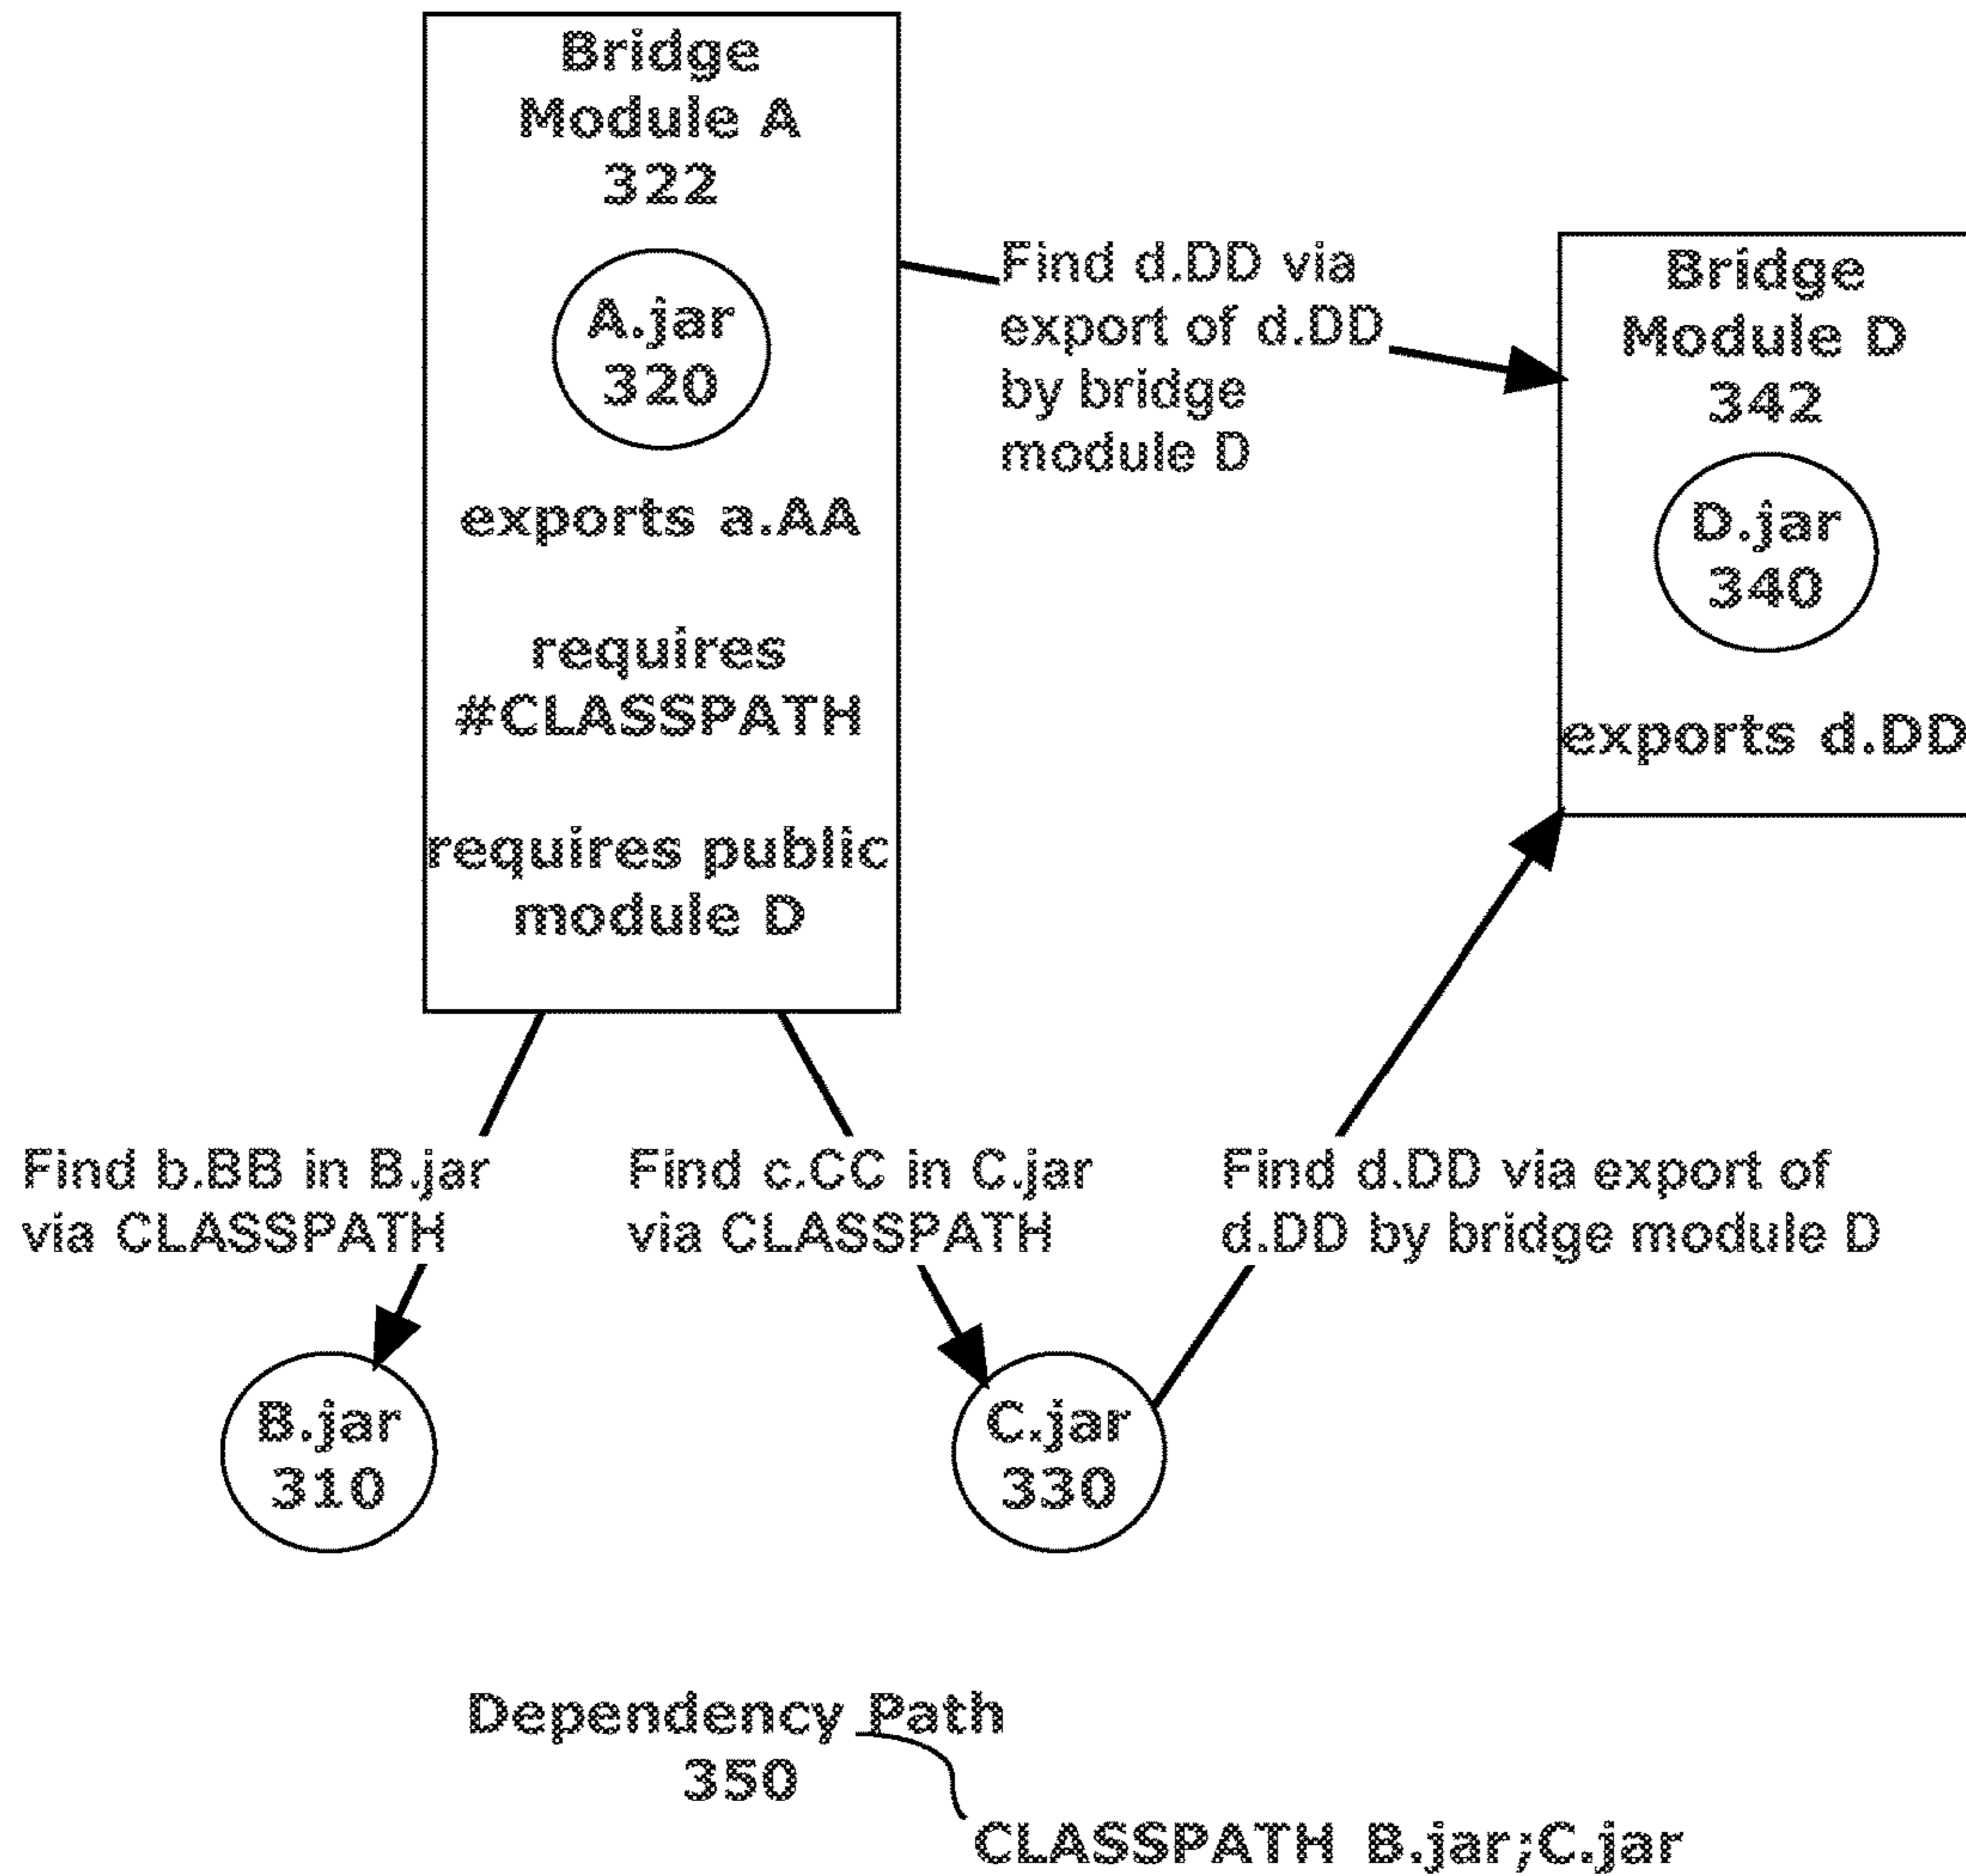 Bridge
Module A
322
A.jar
320
exports a.AA
requires
#CLASSPATH
requires public
module D
Find d.DD via
export of d.DD
by bridge
module D
Bridge
Module D
342
D.jar
340
exports d.DD
Find b.BB in B.jar
via CLASSPATH
Find c.CC in C.jar
via CLASSPATH
Find d.DD via export of
d.DD by bridge module D
B.jar
310
C.jar
330
Dependency Path
350
CLASSPATH B.jar;C.jar